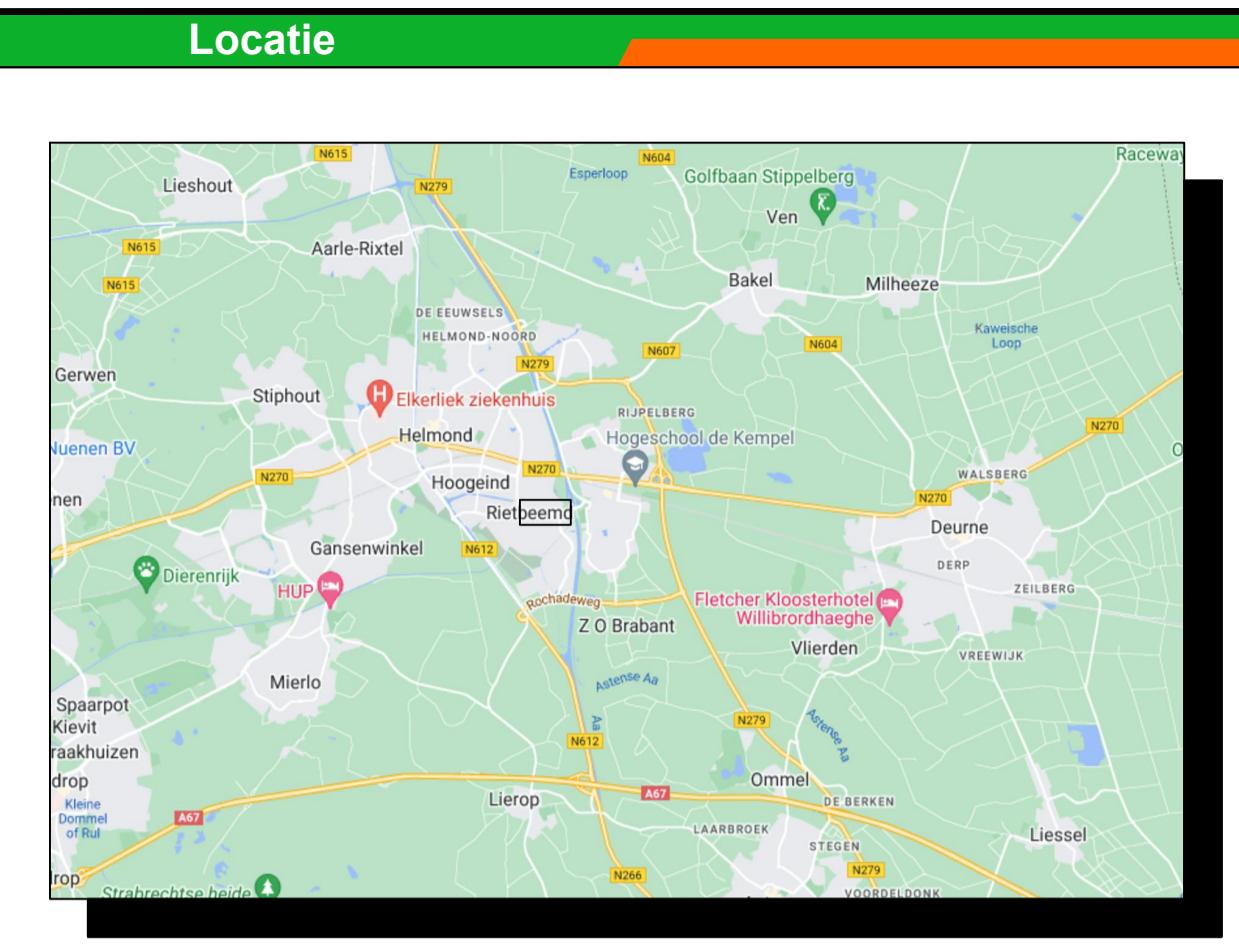 Locatie
N615
N604
Raceway
Esperloop
Golfbaan Stippelberg
Lieshout
N279
Ven
N615
Aarle-Rixtel
N615
Bakel
Milheeze
DE EEUWSELS
HELMOND-NOORD
Kaweische
Loop
N604
N607
N279
Gerwen
Stiphout
Elkerliek ziekenhuis
RIJPELBERG
Helmond
Hogeschool de Kempel
N270
Nuenen BV
N270
N270
Hoogeind
WALSBERG
nen
N270
Rietbeemd
Deurne
Gansenwinkel
N612
DERP
Dierenrijk
HUP
ZEILBERG
Rochadeweg
Fletcher Kloosterhotel
Willibrordhaeghe
Z O Brabant
Vlierden
VREEWIJK
Mierlo
Astense Aa
Spaarpot
Kievit
Aa
N279
Astense Aa
raakhuizen
N612
drop
Ommel
Kleine
Dommel
of Rul
A67
Lierop
A67
DE BERKEN
LAARBROEK
STEGEN
Liessel
rop
N266
N279
Strabrechtse heide
VOORDELDONK